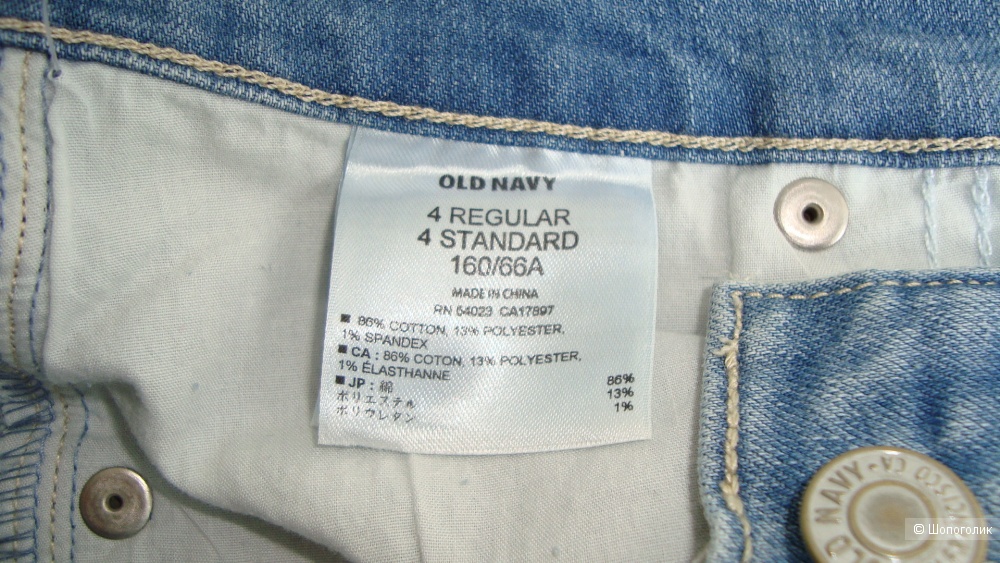 OLD NAVY
4 REGULAR
4 STANDARD
160/66A
MADE IN CHINA
RN 54023 CA17897
■ 86% COTTON, 13% POLYESTER,
1% SPANDEX
■ CA : 86% COTON, 13% POLYESTER,
1% ÉLASTHANNE
■ JP : 綿 86%
ポリエステル 13%
ポリウレタン 1%
OLD NAVY
CA
© Шопоголик